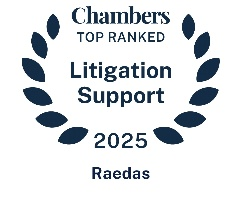 Chambers
TOP RANKED
Litigation
Support
2025
Raedas